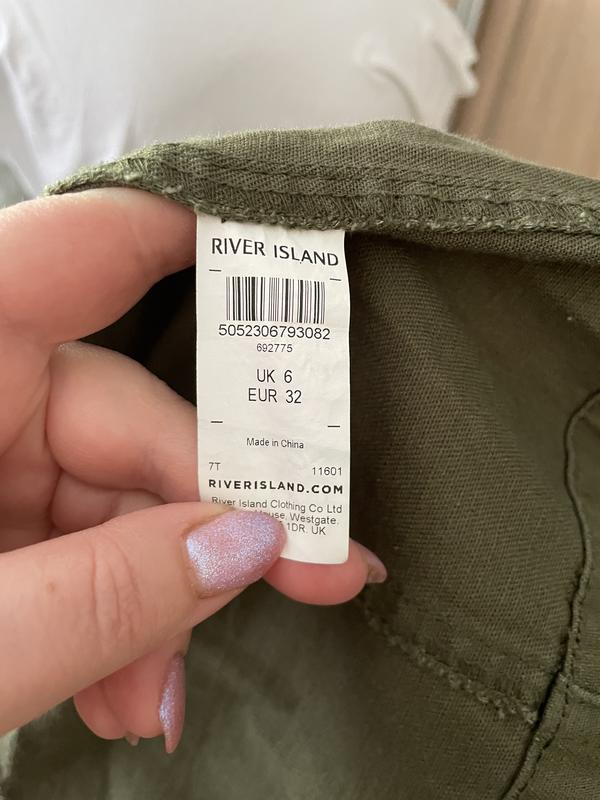 RIVER ISLAND
5052306793082
692775
UK 6
EUR 32
Made in China
7T 11601
RIVERISLAND.COM
River Island Clothing Co Ltd
House, Westgate,
1DR. UK